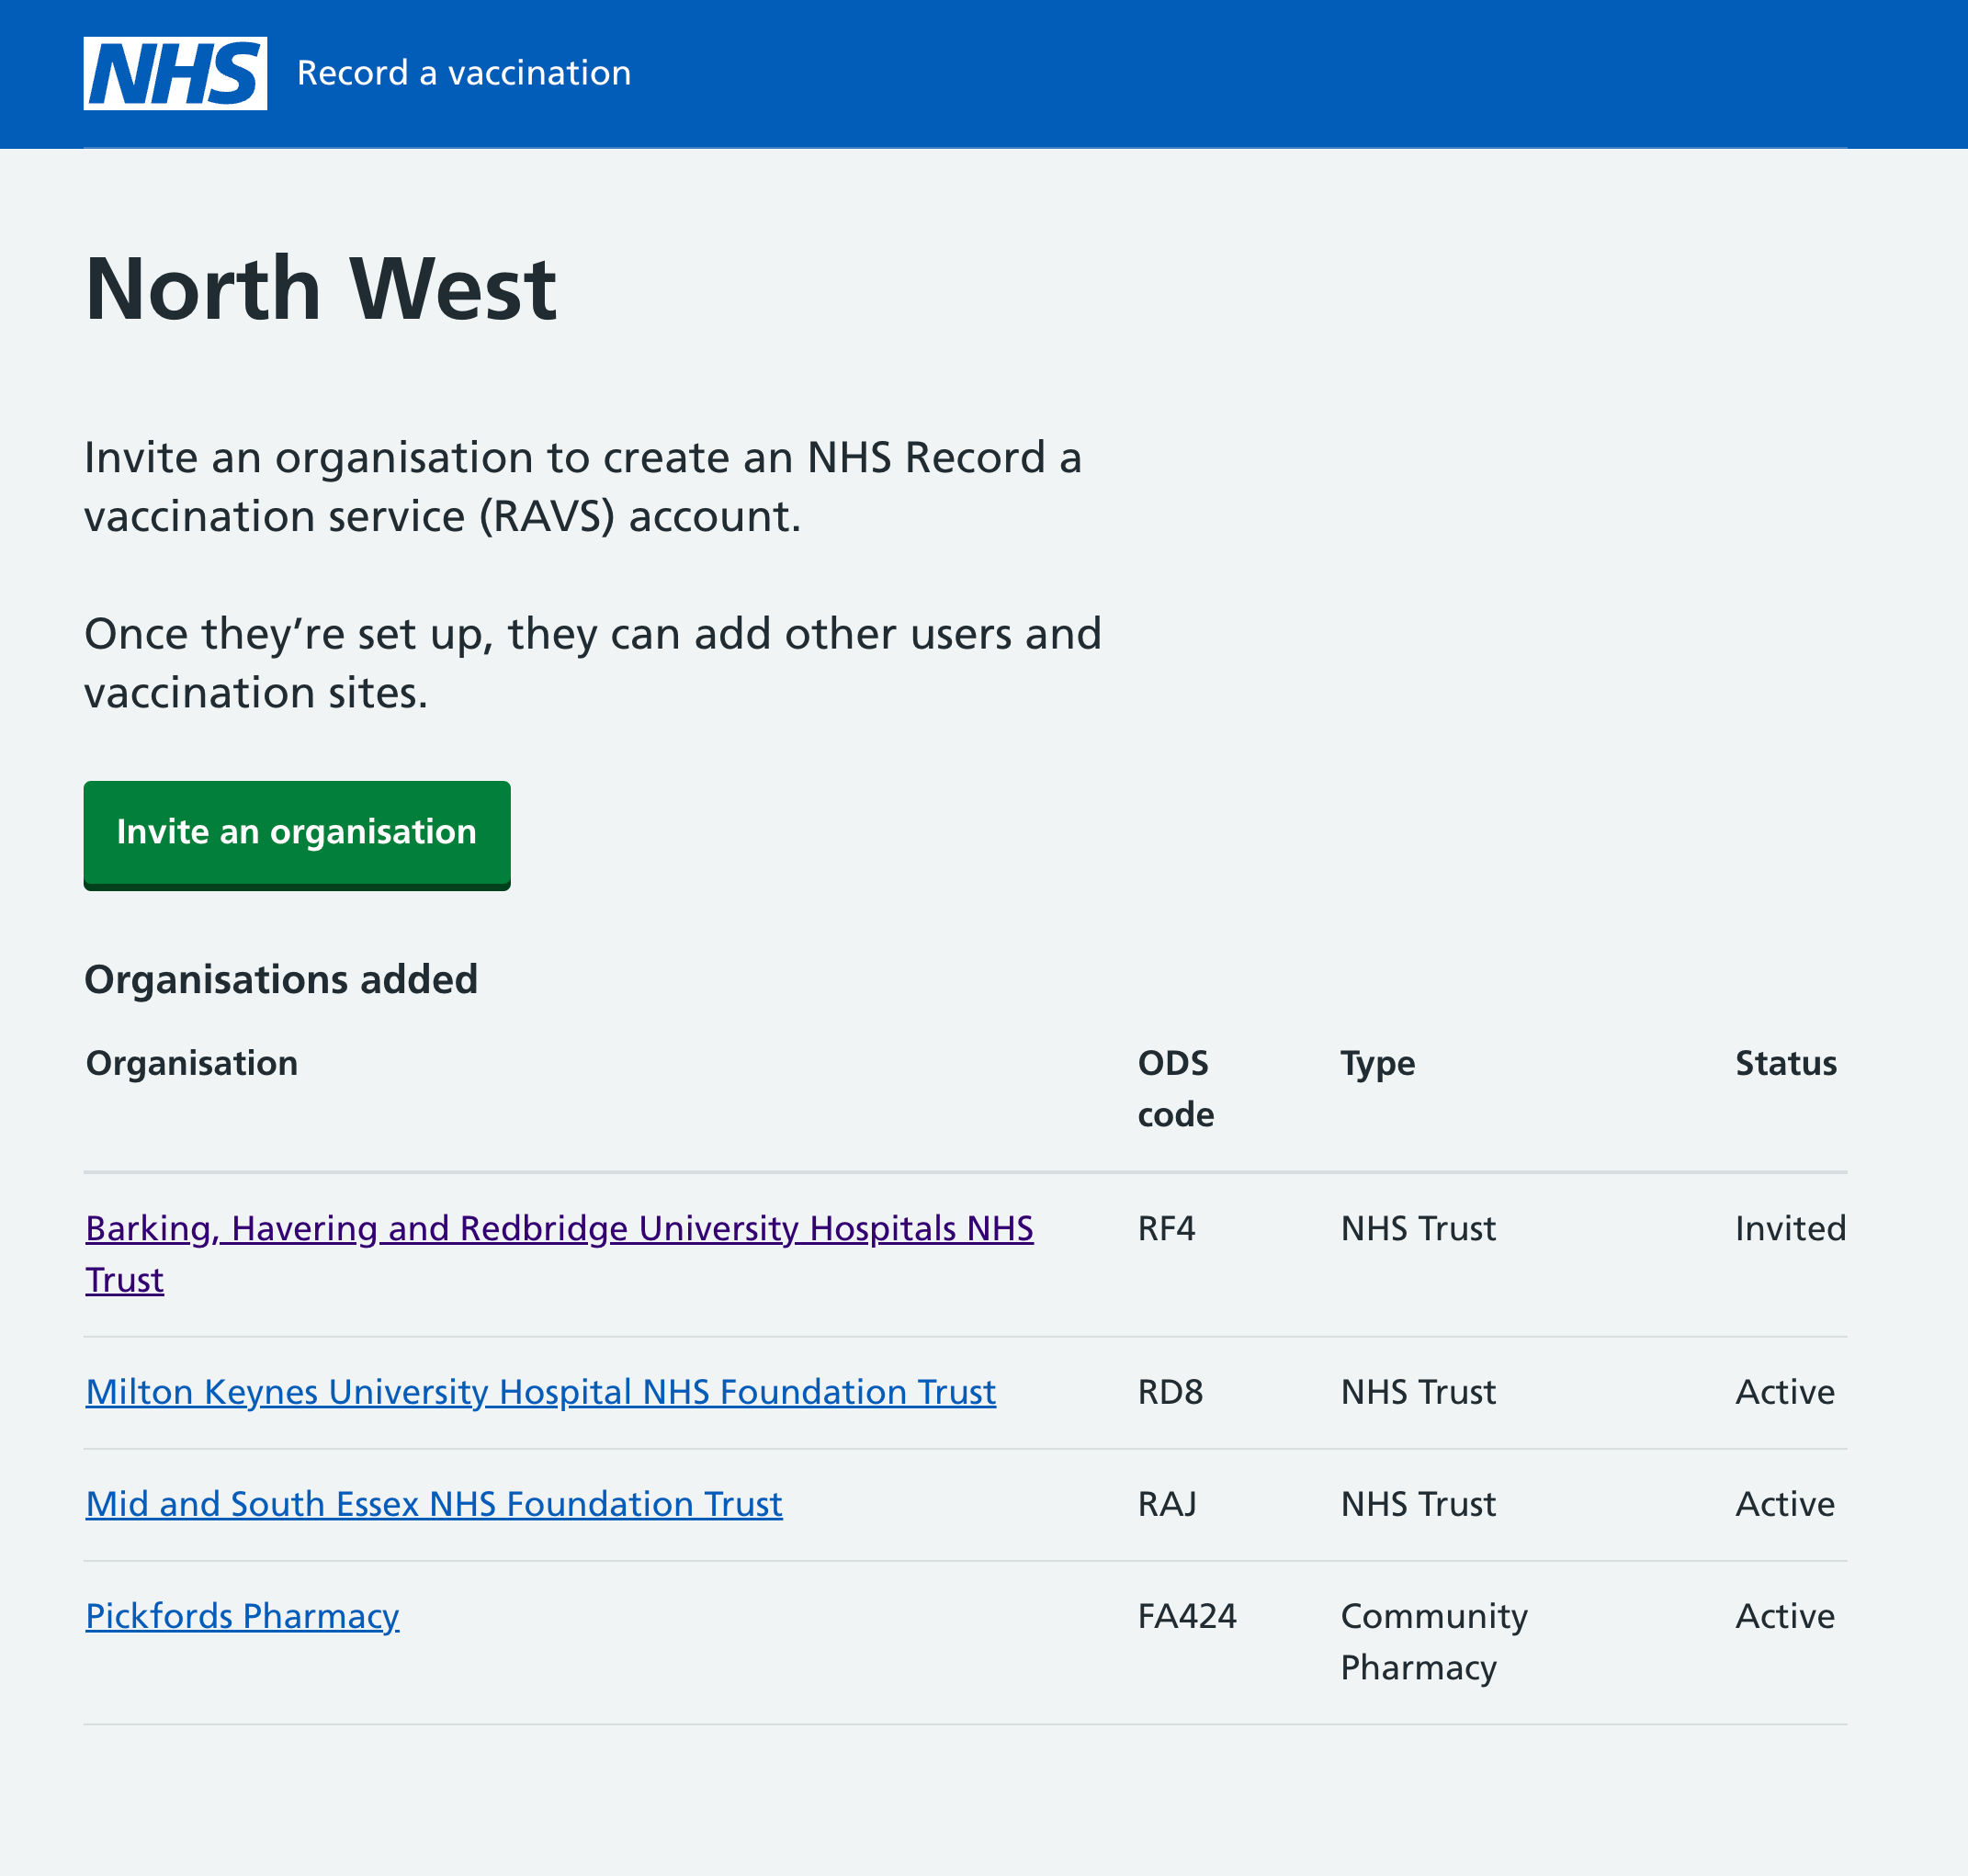 NHS Record a vaccination
North West
Invite an organisation to create an NHS Record a
vaccination service (RAVS) account.
Once they’re set up, they can add other users and
vaccination sites.
Invite an organisation
Organisations added
Organisation ODS code Type Status
Barking, Havering and Redbridge University Hospitals NHS Trust RF4 NHS Trust Invited
Milton Keynes University Hospital NHS Foundation Trust RD8 NHS Trust Active
Mid and South Essex NHS Foundation Trust RAJ NHS Trust Active
Pickfords Pharmacy FA424 Community Pharmacy Active